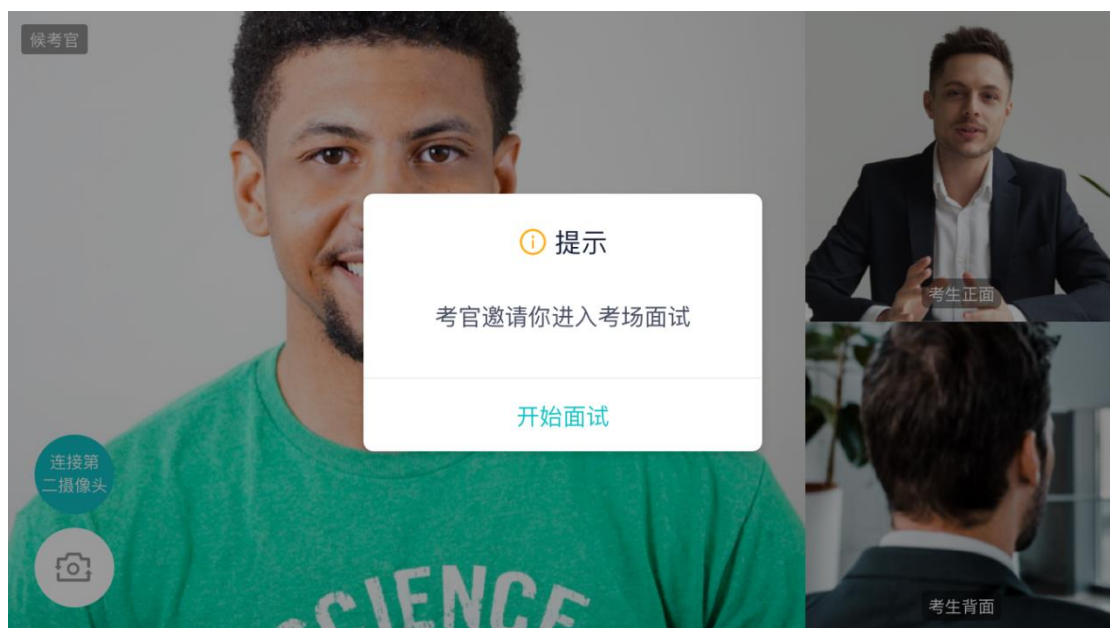 候考官
提示
考官邀请你进入考场面试
开始面试
考生正面
连接第
二摄像头
SCIENCE
考生背面